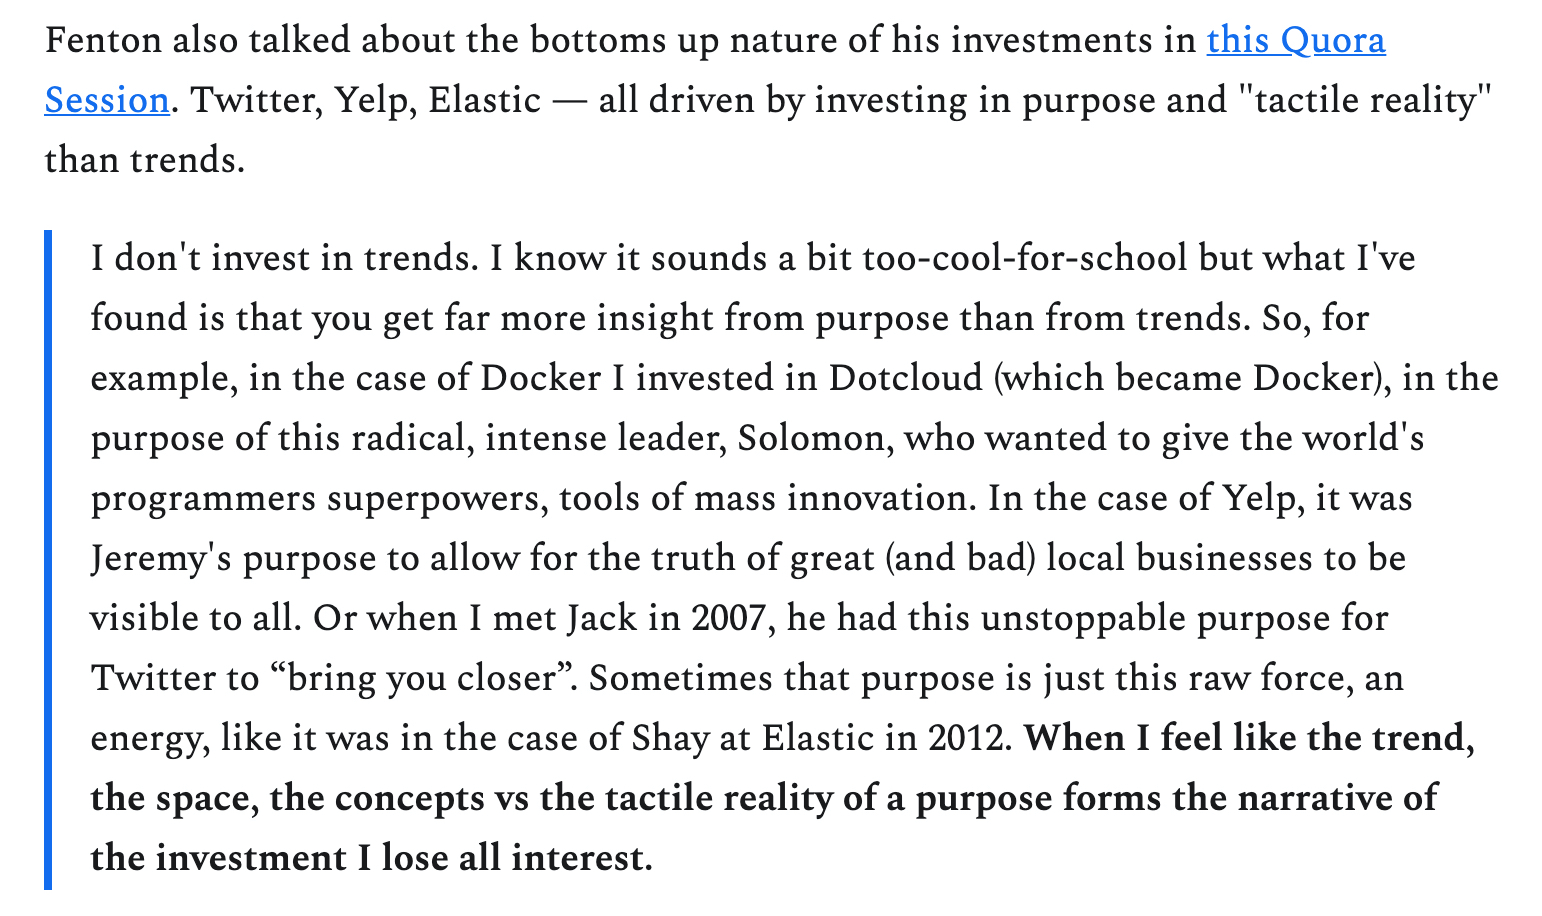 Fenton also talked about the bottoms up nature of his investments in this Quora
Session. Twitter, Yelp, Elastic — all driven by investing in purpose and "tactile reality"
than trends.
I don't invest in trends. I know it sounds a bit too-cool-for-school but what I've
found is that you get far more insight from purpose than from trends. So, for
example, in the case of Docker I invested in Dotcloud (which became Docker), in the
purpose of this radical, intense leader, Solomon, who wanted to give the world's
programmers superpowers, tools of mass innovation. In the case of Yelp, it was
Jeremy's purpose to allow for the truth of great (and bad) local businesses to be
visible to all. Or when I met Jack in 2007, he had this unstoppable purpose for
Twitter to “bring you closer”. Sometimes that purpose is just this raw force, an
energy, like it was in the case of Shay at Elastic in 2012. When I feel like the trend,
the space, the concepts vs the tactile reality of a purpose forms the narrative of
the investment I lose all interest.